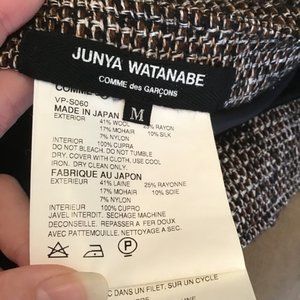 JUNYA WATANABE
COMME des GARÇONS
M
VP-S060
MADE IN JAPAN
EXTERIOR 41% WOOL 25% RAYON
17% MOHAIR 10% SILK
7% NYLON
INTERIOR 100% CUPRA
DO NOT BLEACH. DO NOT TUMBLE
DRY. COVER WITH CLOTH, USE COOL
IRON. DRY CLEAN ONLY.
FABRIQUE AU JAPON
EXTERIEUR 41% LAINE 25% RAYONNE
17% MOHAIR 10% SOIE
7% NYLON
INTERIEUR 100% CUPRO
JAVEL INTERDIT. SECHAGE MACHINE
DECONSEILLE. REPASSER A FER DOUX
AVEC PATTEMOUILLE. NETTOYAGE A SEC.
P
DANS UN FILET, SUR UN CYCLE